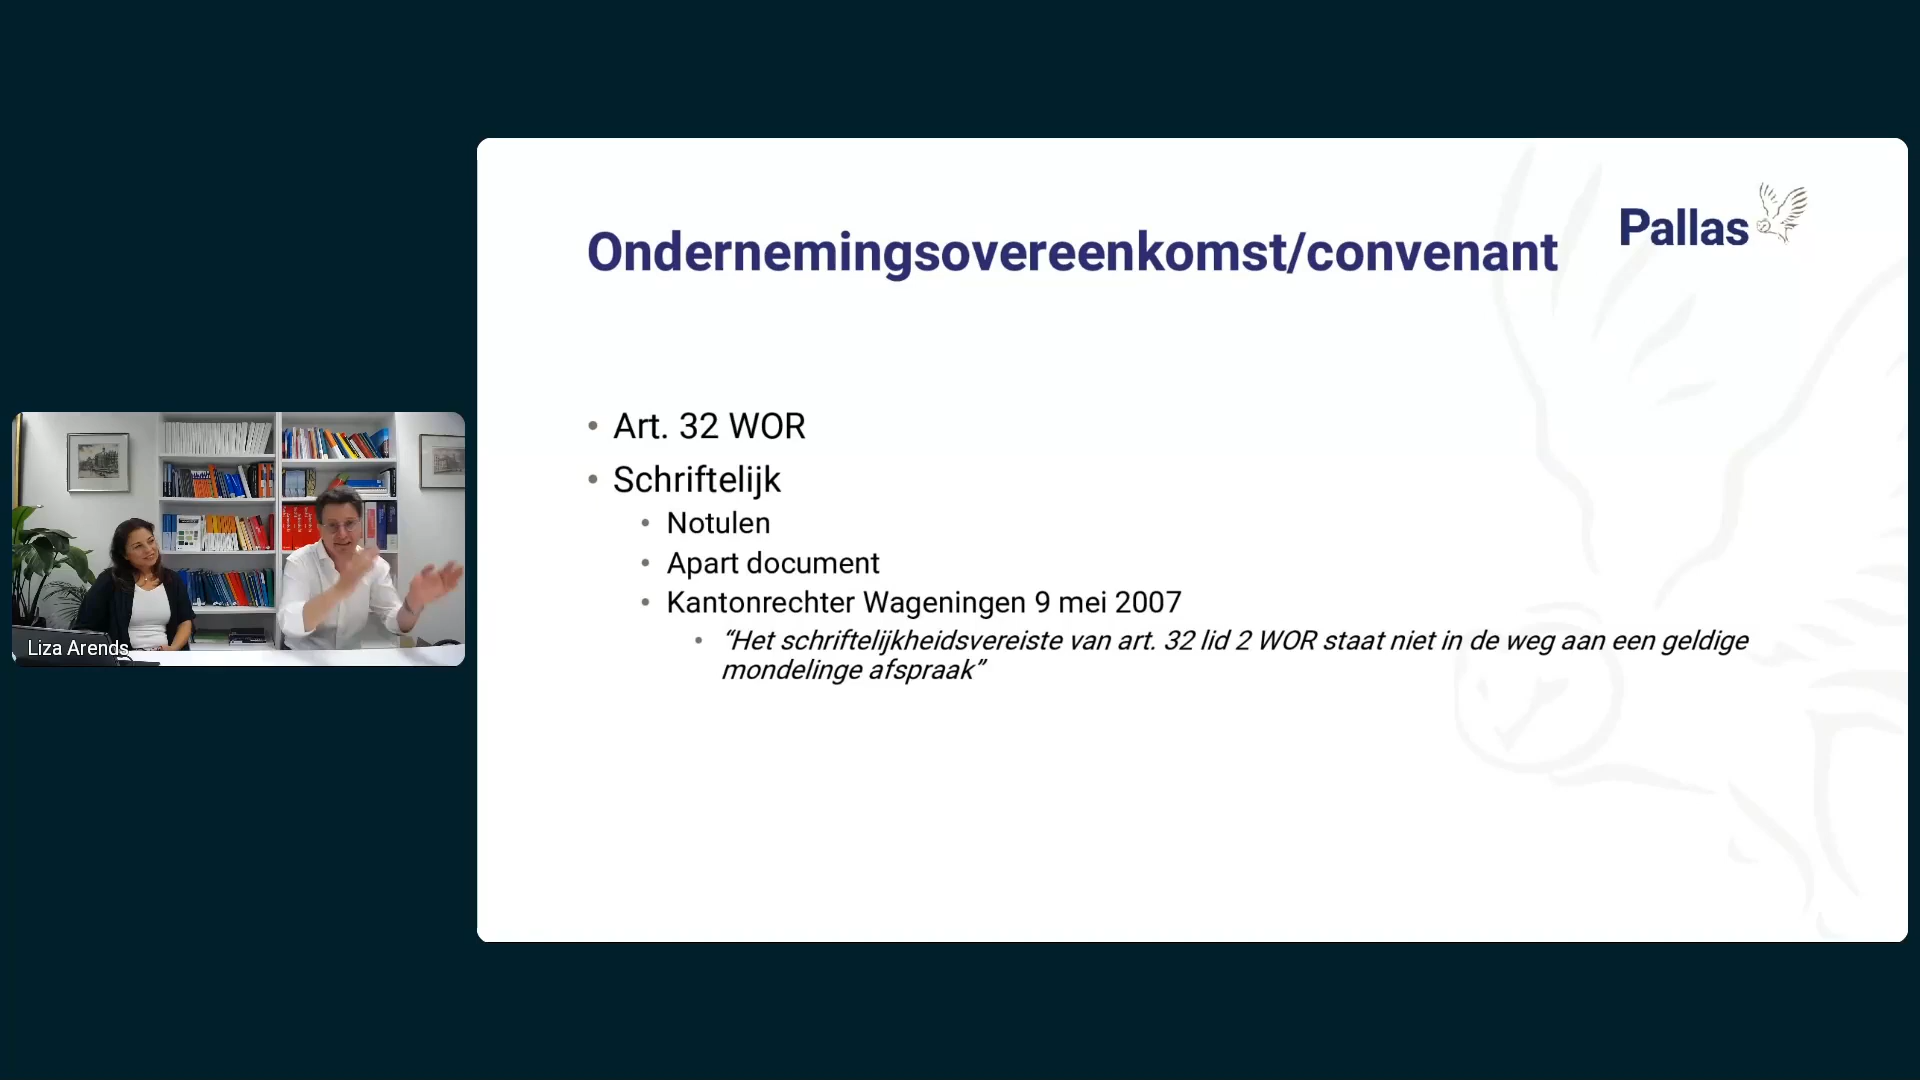 Pallas
Ondernemingsovereenkomst/convenant
• Art. 32 WOR
• Schriftelijk
• Notulen
• Apart document
• Kantonrechter Wageningen 9 mei 2007
• “Het schriftelijkheidsvereiste van art. 32 lid 2 WOR staat niet in de weg aan een geldige
mondelinge afspraak”
Liza Arends